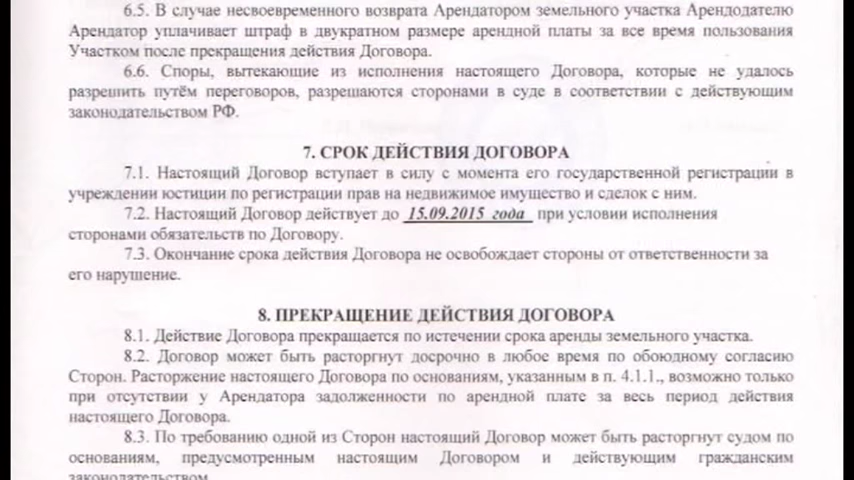 6.5. В случае несвоевременного возврата Арендатором земельного участка Арендодателю
Арендатор уплачивает штраф в двукратном размере арендной платы за все время пользования
Участком после прекращения действия Договора.
6.6. Споры, вытекающие из исполнения настоящего Договора, которые не удалось
разрешить путём переговоров, разрешаются сторонами в суде в соответствии с действующим
законодательством РФ.
7. СРОК ДЕЙСТВИЯ ДОГОВОРА
7.1. Настоящий Договор вступает в силу с момента его государственной регистрации в
учреждении юстиции по регистрации прав на недвижимое имущество и сделок с ним.
7.2. Настоящий Договор действует до 15.09.2015 года при условии исполнения
сторонами обязательств по Договору.
7.3. Окончание срока действия Договора не освобождает стороны от ответственности за
его нарушение.
8. ПРЕКРАЩЕНИЕ ДЕЙСТВИЯ ДОГОВОРА
8.1. Действие Договора прекращается по истечении срока аренды земельного участка.
8.2. Договор может быть расторгнут досрочно в любое время по обоюдному согласию
Сторон. Расторжение настоящего Договора по основаниям, указанным в п. 4.1.1., возможно только
при отсутствии у Арендатора задолженности по арендной плате за весь период действия
настоящего Договора.
8.3. По требованию одной из Сторон настоящий Договор может быть расторгнут судом по
основаниям, предусмотренным настоящим Договором и действующим гражданским
законодательством.